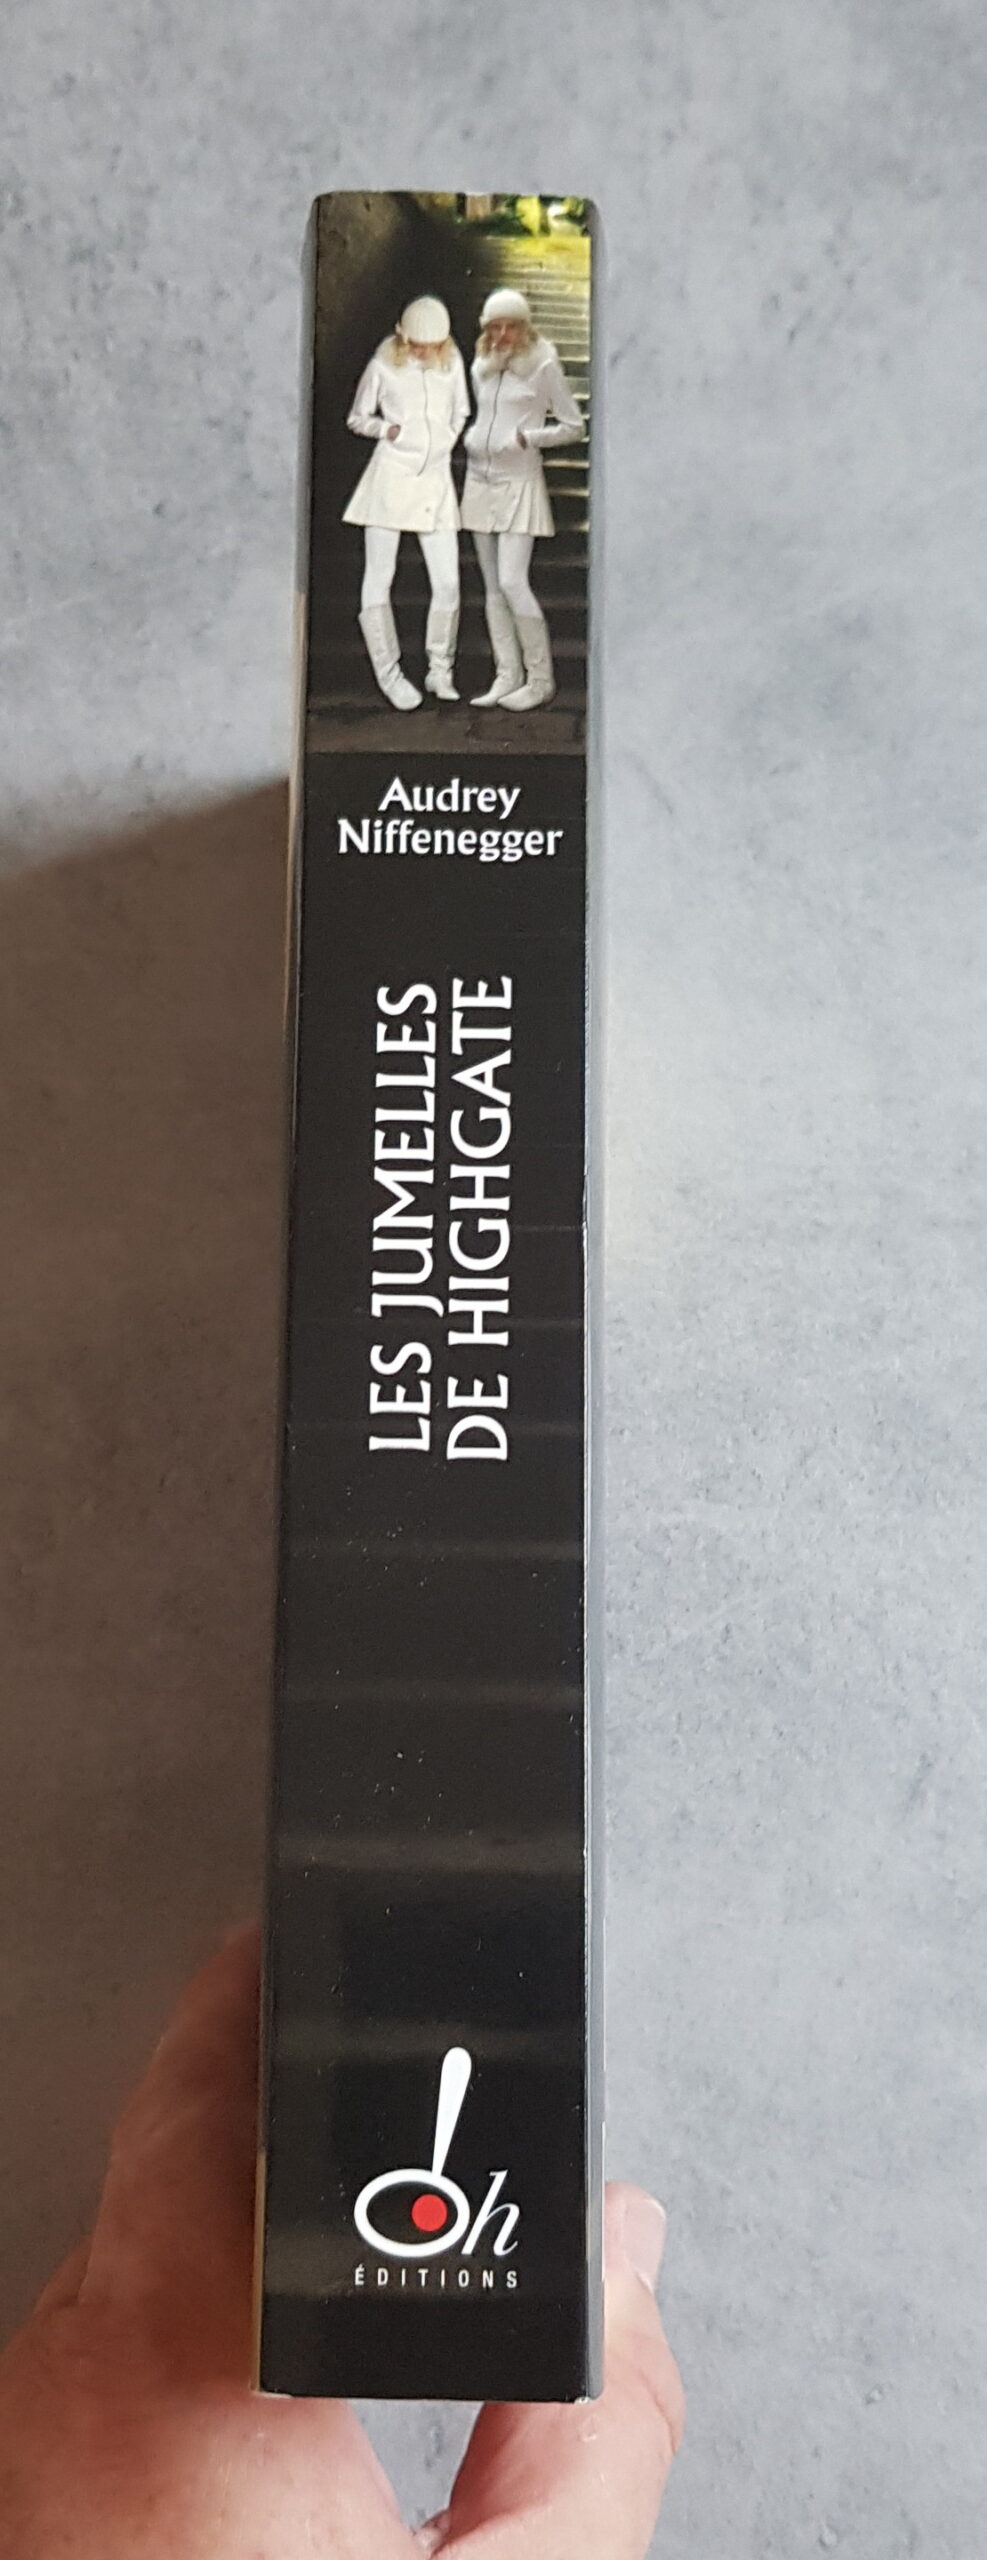 Audrey
Niffenegger
LES JUMELLES
DE HIGHGATE
Oh
ÉDITIONS